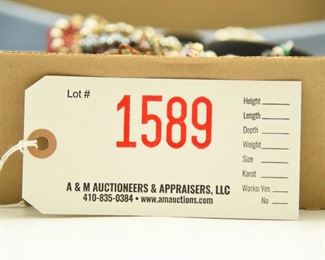 Lot #
1589
Height
Length
Depth
Weight
Size
Karat
Works: Yes
No
A & M AUCTIONEERS & APPRAISERS, LLC
410-835-0384 • www.amauctions.com